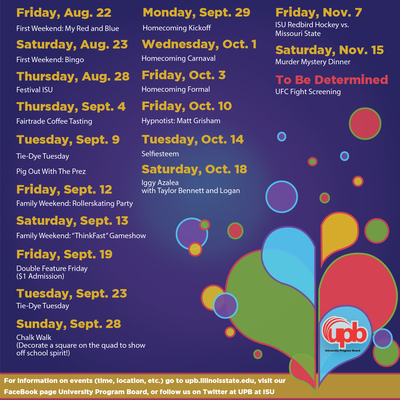 Friday, Aug. 22
First Weekend: My Red and Blue
Saturday, Aug. 23
First Weekend: Bingo
Thursday, Aug. 28
Festival ISU
Thursday, Sept. 4
Fairtrade Coffee Tasting
Tuesday, Sept. 9
Tie-Dye Tuesday
Pig Out With The Prez
Friday, Sept. 12
Family Weekend: Rollerskating Party
Saturday, Sept. 13
Family Weekend: "ThinkFast" Gameshow
Friday, Sept. 19
Double Feature Friday
($1 Admission)
Tuesday, Sept. 23
Tie-Dye Tuesday
Sunday, Sept. 28
Chalk Walk
(Decorate a square on the quad to show
off school spirit!)
Monday, Sept. 29
Homecoming Kickoff
Wednesday, Oct. 1
Homecoming Carnaval
Friday, Oct. 3
Homecoming Formal
Friday, Oct. 10
Hypnotist: Matt Grisham
Tuesday, Oct. 14
Selfiesteem
Saturday, Oct. 18
Iggy Azalea
with Taylor Bennett and Logan
Friday, Nov. 7
ISU Redbird Hockey vs.
Missouri State
Saturday, Nov. 15
Murder Mystery Dinner
To Be Determined
UFC Fight Screening
upb
University Program Board
For information on events (time, location, etc.) go to upb.illinoisstate.edu, visit our
FaceBook page University Program Board, or follow us on Twitter at UPB at ISU